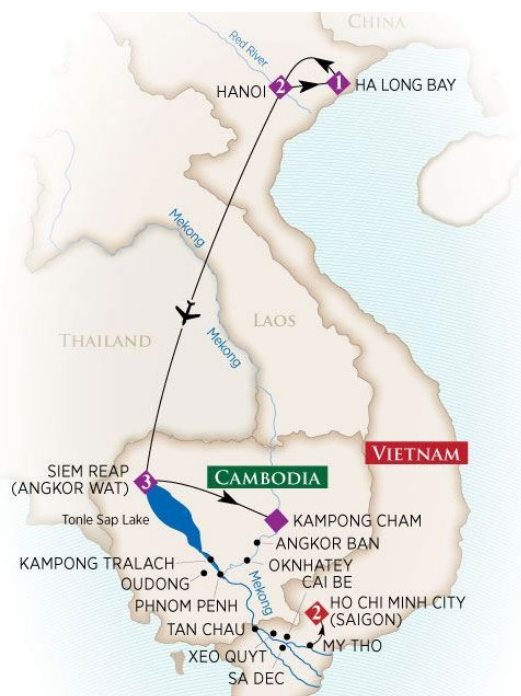 CHINA
Red River
HANOI
2
1
HA LONG BAY
Mekong
Mekong
THAILAND
LAOS
VIETNAM
SIEM REAP
(ANGKOR WAT)
3
CAMBODIA
Tonle Sap Lake
KAMPONG CHAM
ANGKOR BAN
KAMPONG TRALACH
OKNHATEY
OUDONG
CAI BE
PHNOM PENH
Mekong
2
HO CHI MINH CITY
(SAIGON)
TAN CHAU
MY THO
XEO QUYT
SA DEC